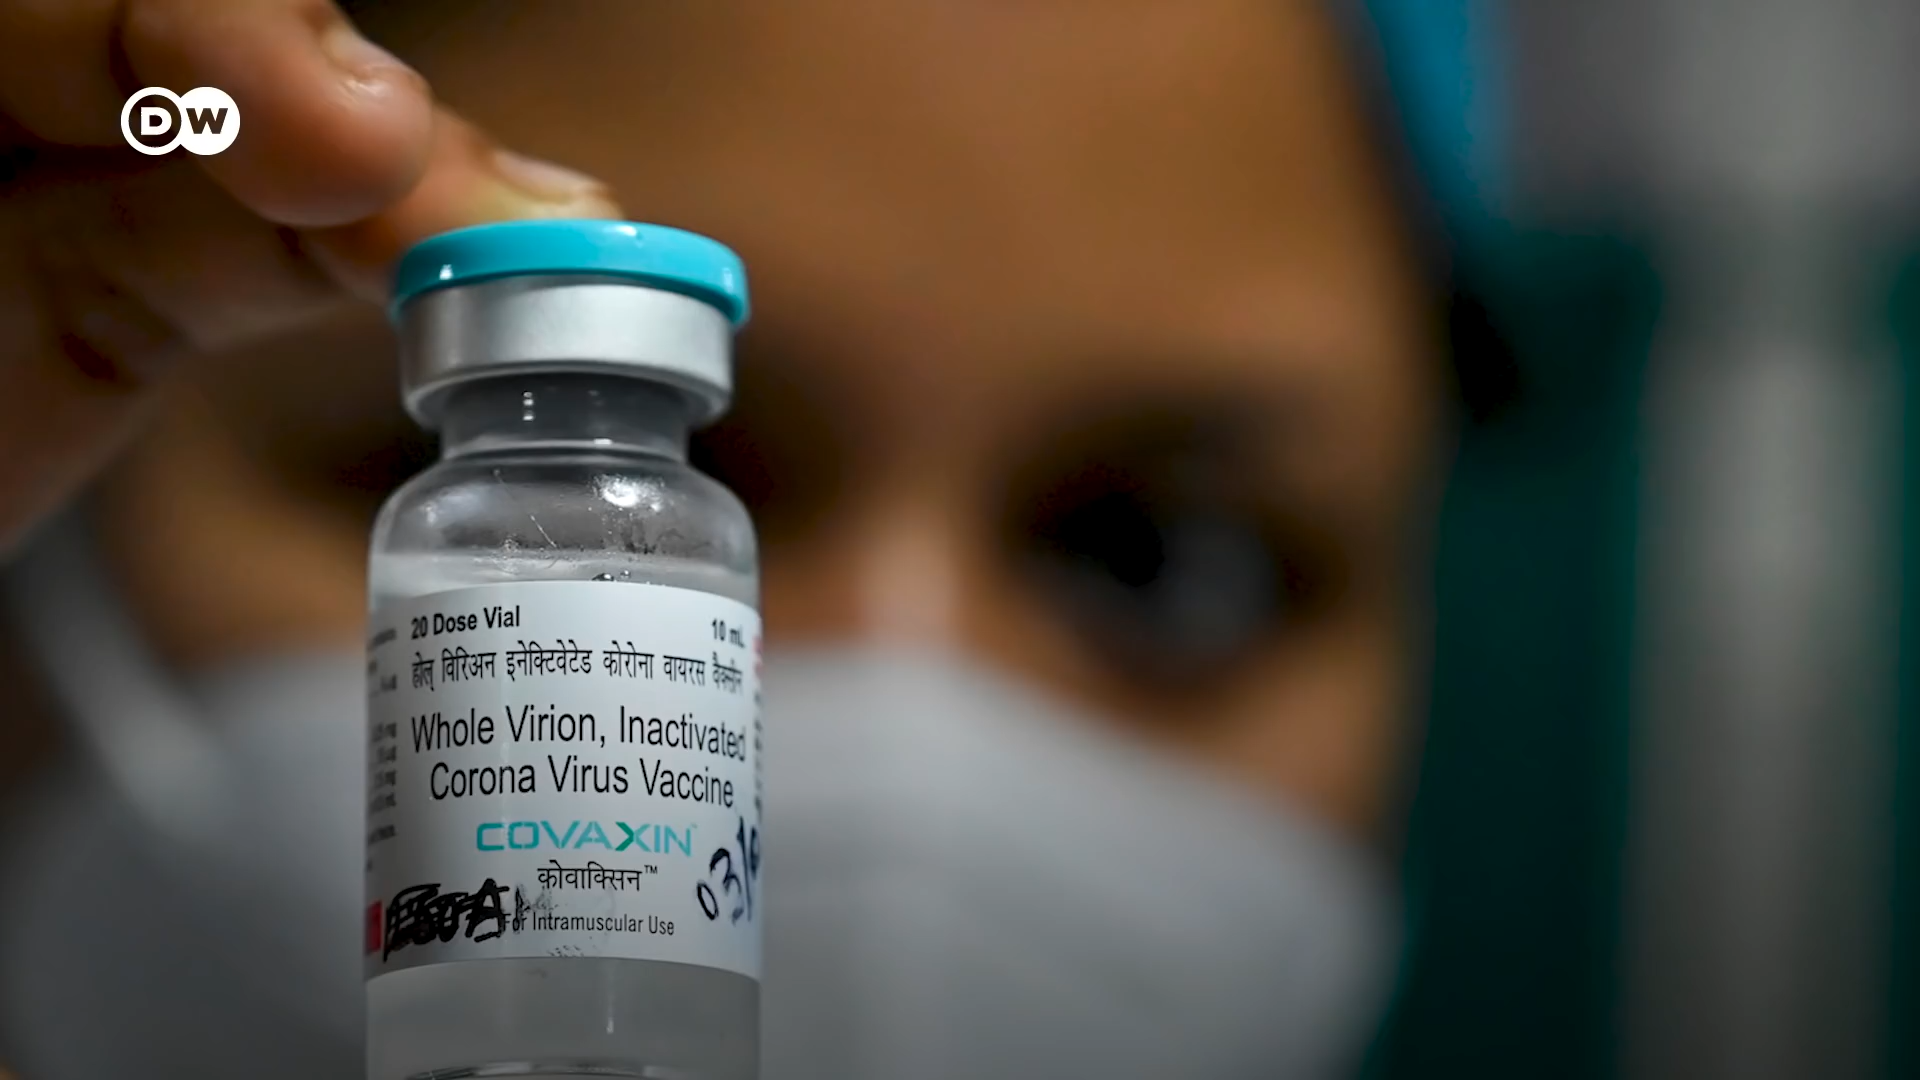 DW
20 Dose Vial
10 mL
होल् विरिअन इनेक्टिवेटेड कोरोना वायरस वैक्सीन
Whole Virion, Inactivated
Corona Virus Vaccine
COVAXIN
कोवाक्सिन™
For Intramuscular Use